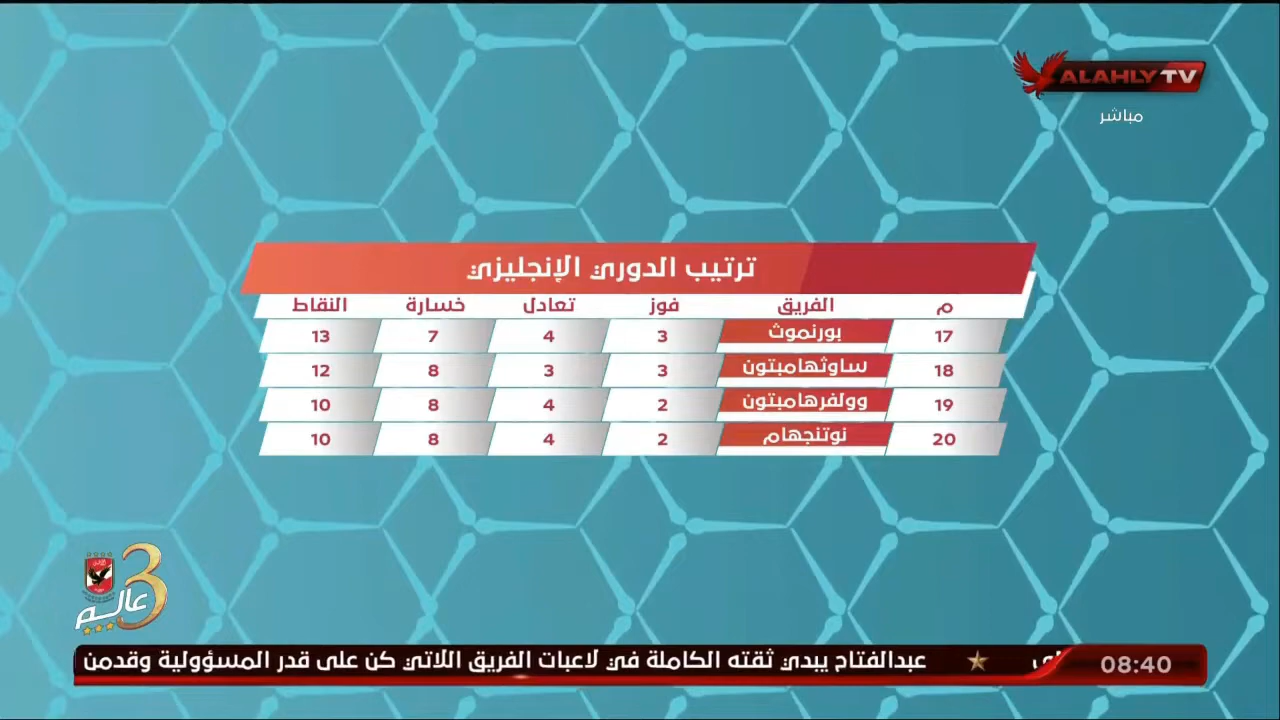 ALAHLY TV
مباشر
ترتيب الدوري الإنجليزي
م الفريق فوز تعادل خسارة النقاط
17 بورنموث 3 4 7 13
18 ساوثهامبتون 3 3 8 12
19 وولفرهامبتون 2 4 8 10
20 نوتنجهام 2 4 8 10
3 عالم
عبدالفتاح يبدي ثقته الكاملة في لاعبات الفريق اللاتي كن على قدر المسؤولية وقدمن
08:40